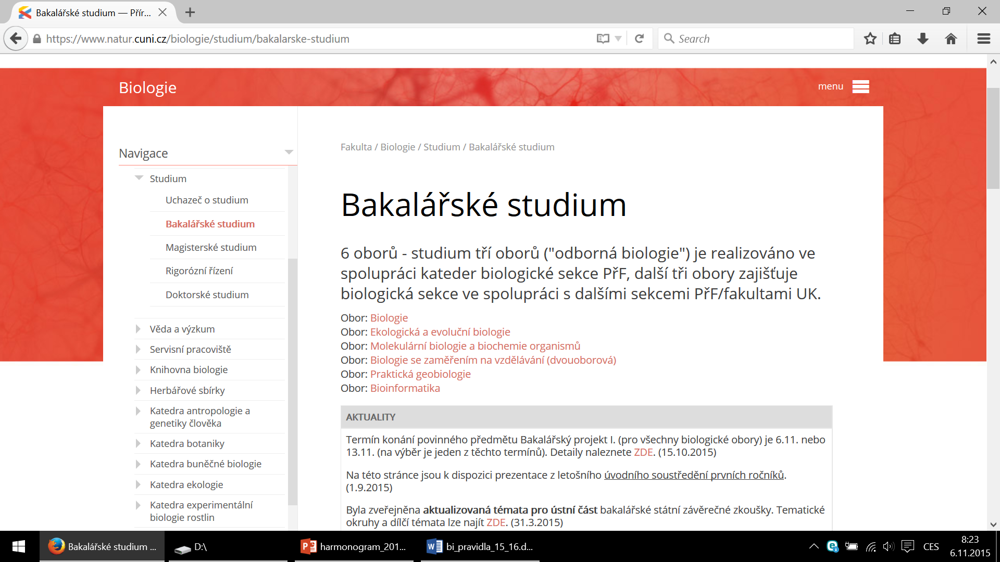 Bakalářské studium — Přír...
https://www.natur.cuni.cz/biologie/studium/bakalarske-studium
Search
Biologie
menu
Navigace
Studium
Uchazeč o studium
Bakalářské studium
Magisterské studium
Rigorózní řízení
Doktorské studium
Věda a výzkum
Servisní pracoviště
Knihovna biologie
Herbářové sbírky
Katedra antropologie a
genetiky člověka
Katedra botaniky
Katedra buněčné biologie
Katedra ekologie
Katedra experimentální
biologie rostlin
Fakulta / Biologie / Studium / Bakalářské studium
Bakalářské studium
6 oborů - studium tří oborů ("odborná biologie") je realizováno ve
spolupráci kateder biologické sekce PřF, další tři obory zajišťuje
biologická sekce ve spolupráci s dalšími sekcemi PřF/fakultami UK.
Obor: Biologie
Obor: Ekologická a evoluční biologie
Obor: Molekulární biologie a biochemie organismů
Obor: Biologie se zaměřením na vzdělávání (dvouoborová)
Obor: Praktická geobiologie
Obor: Bioinformatika
AKTUALITY
Termín konání povinného předmětu Bakalářský projekt I. (pro všechny biologické obory) je 6.11. nebo
13.11. (na výběr je jeden z těchto termínů). Detaily naleznete ZDE. (15.10.2015)
Na této stránce jsou k dispozici prezentace z letošního úvodního soustředění prvních ročníků.
(1.9.2015)
Byla zveřejněna aktualizovaná témata pro ústní část bakalářské státní závěrečné zkoušky. Tematické
okruhy a dílčí témata lze najít ZDE. (31.3.2015)
Bakalářské studium ...
D:\
harmonogram_201...
bi_pravidla_15_16.d...
CES
8:23
6.11.2015